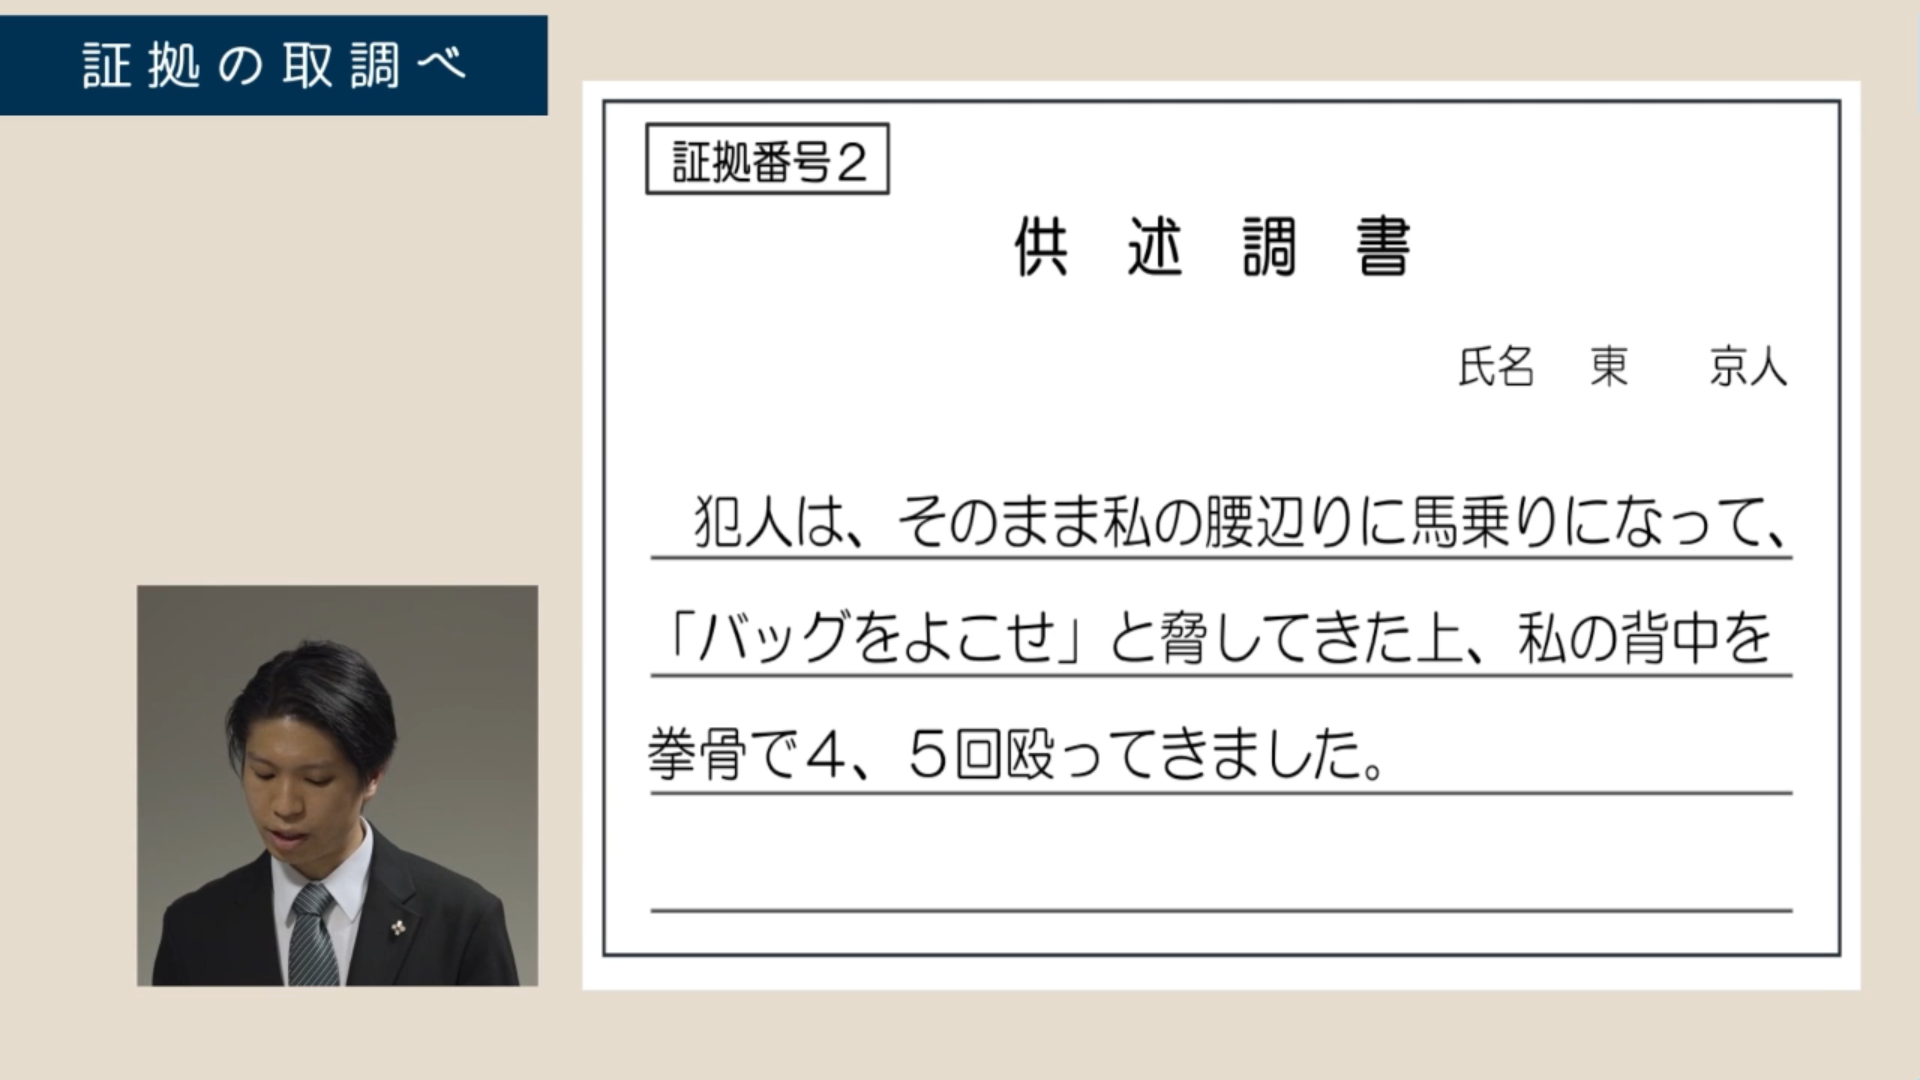 証拠の取調べ
証拠番号2
供述調書
氏名 東 京人
犯人は、そのまま私の腰辺りに馬乗りになって、
「バッグをよこせ」と脅してきた上、私の背中を
拳骨で4、5回殴ってきました。